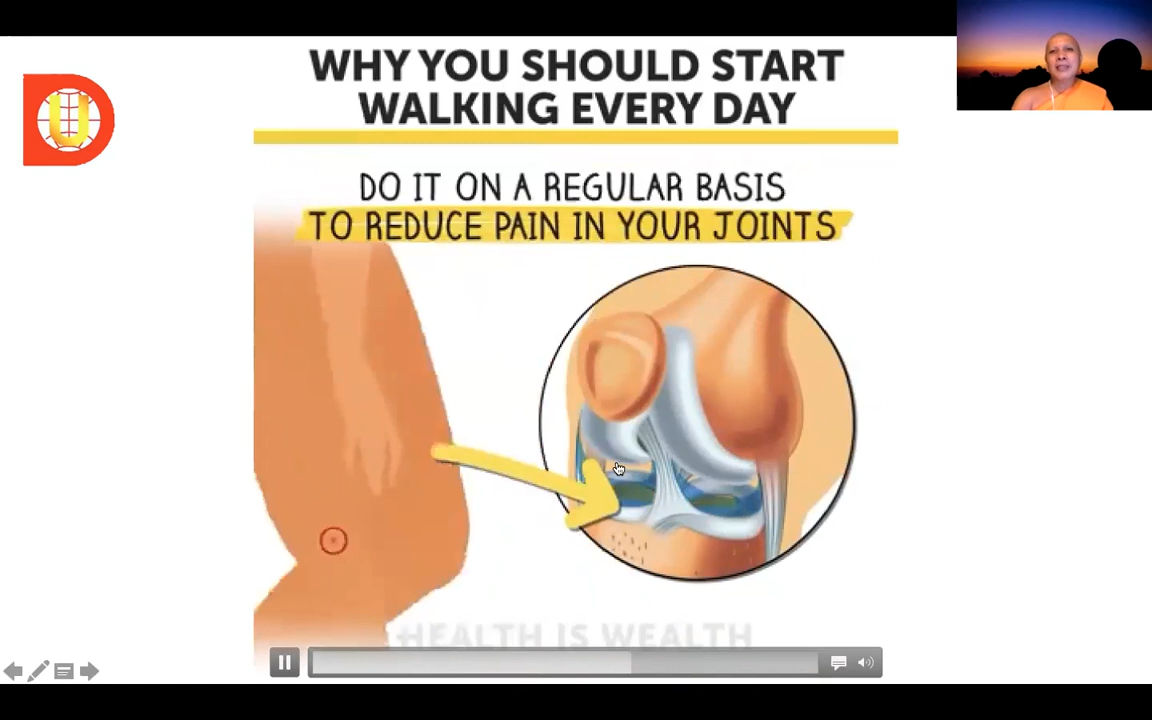 WHY YOU SHOULD START
WALKING EVERY DAY
DO IT ON A REGULAR BASIS
TO REDUCE PAIN IN YOUR JOINTS
HEALTH IS WEALTH